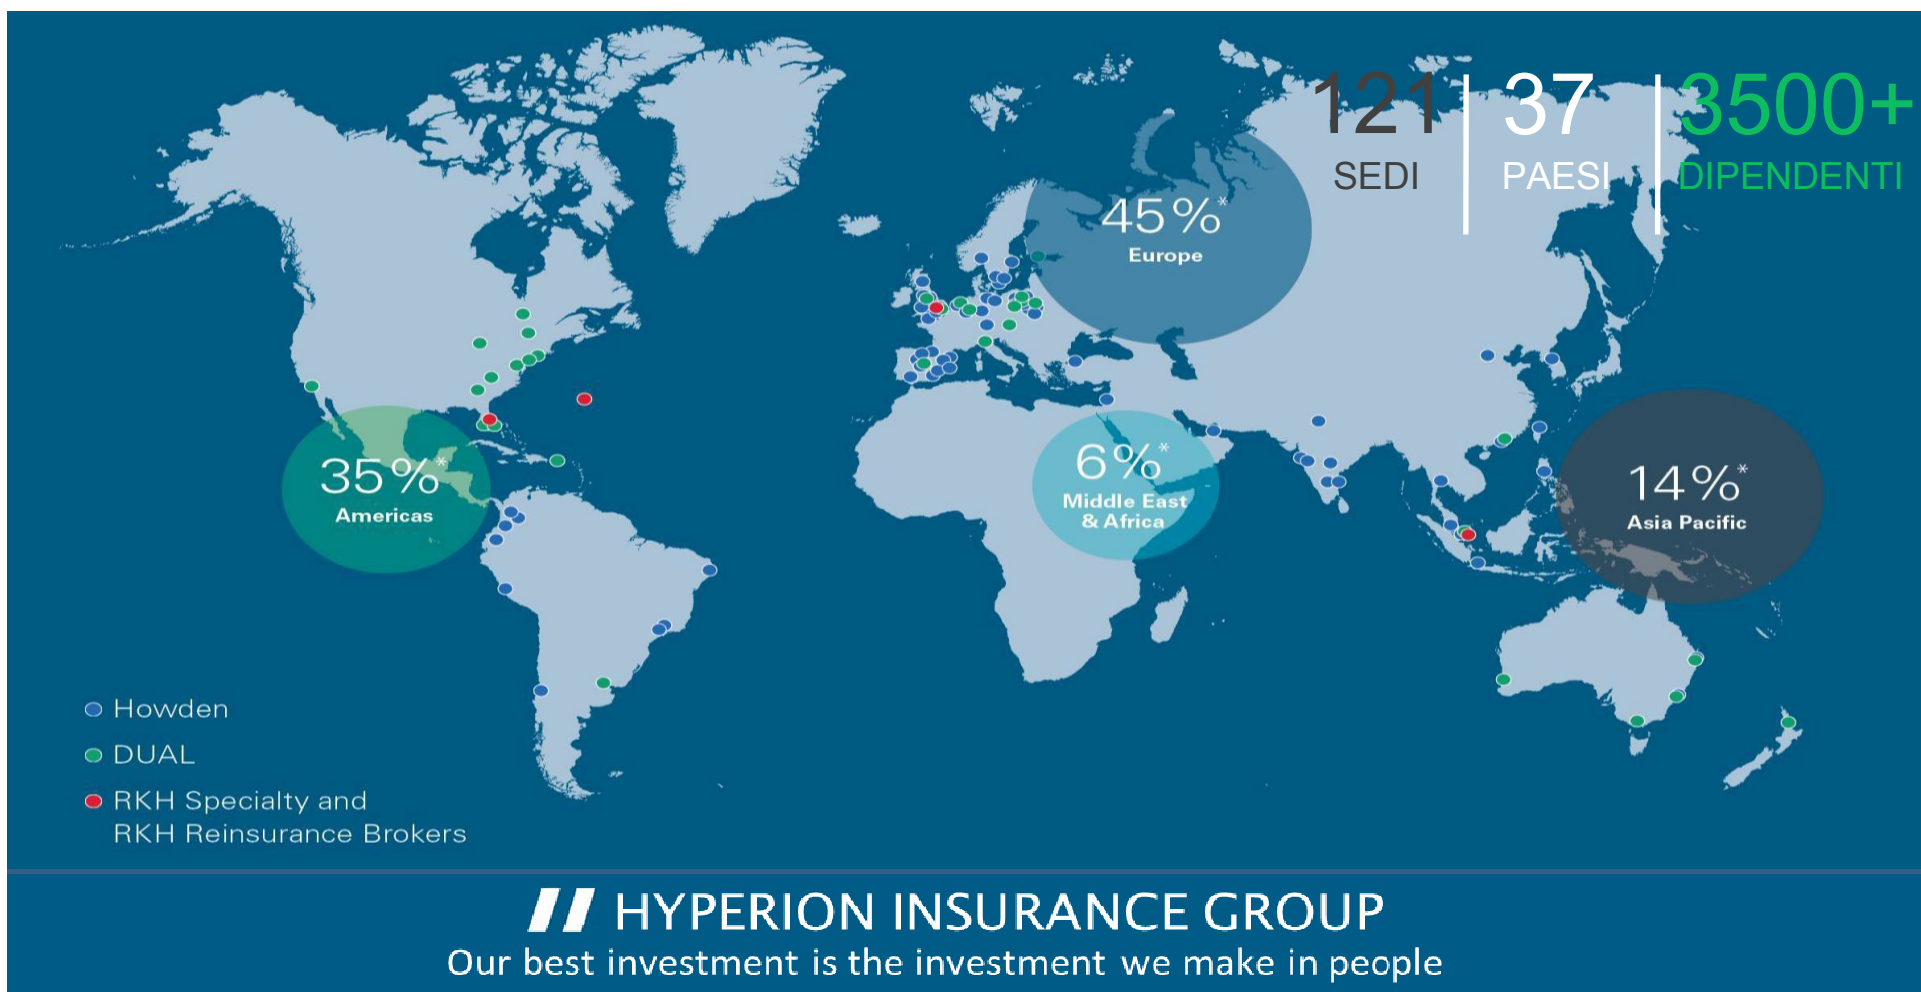 121
SEDI
37
PAESI
3500+
DIPENDENTI
45%*
Europe
35%*
Americas
6%*
Middle East
& Africa
14%*
Asia Pacific
Howden
DUAL
RKH Specialty and
RKH Reinsurance Brokers
HYPERION INSURANCE GROUP
Our best investment is the investment we make in people